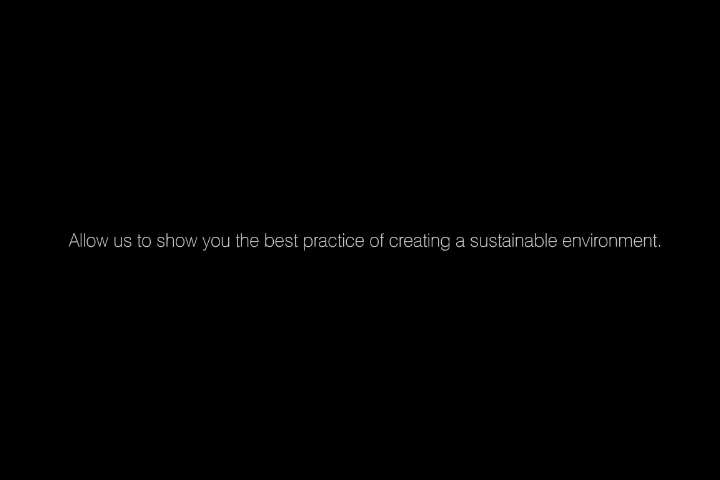 Allow us to show you the best practice of creating a sustainable environment.